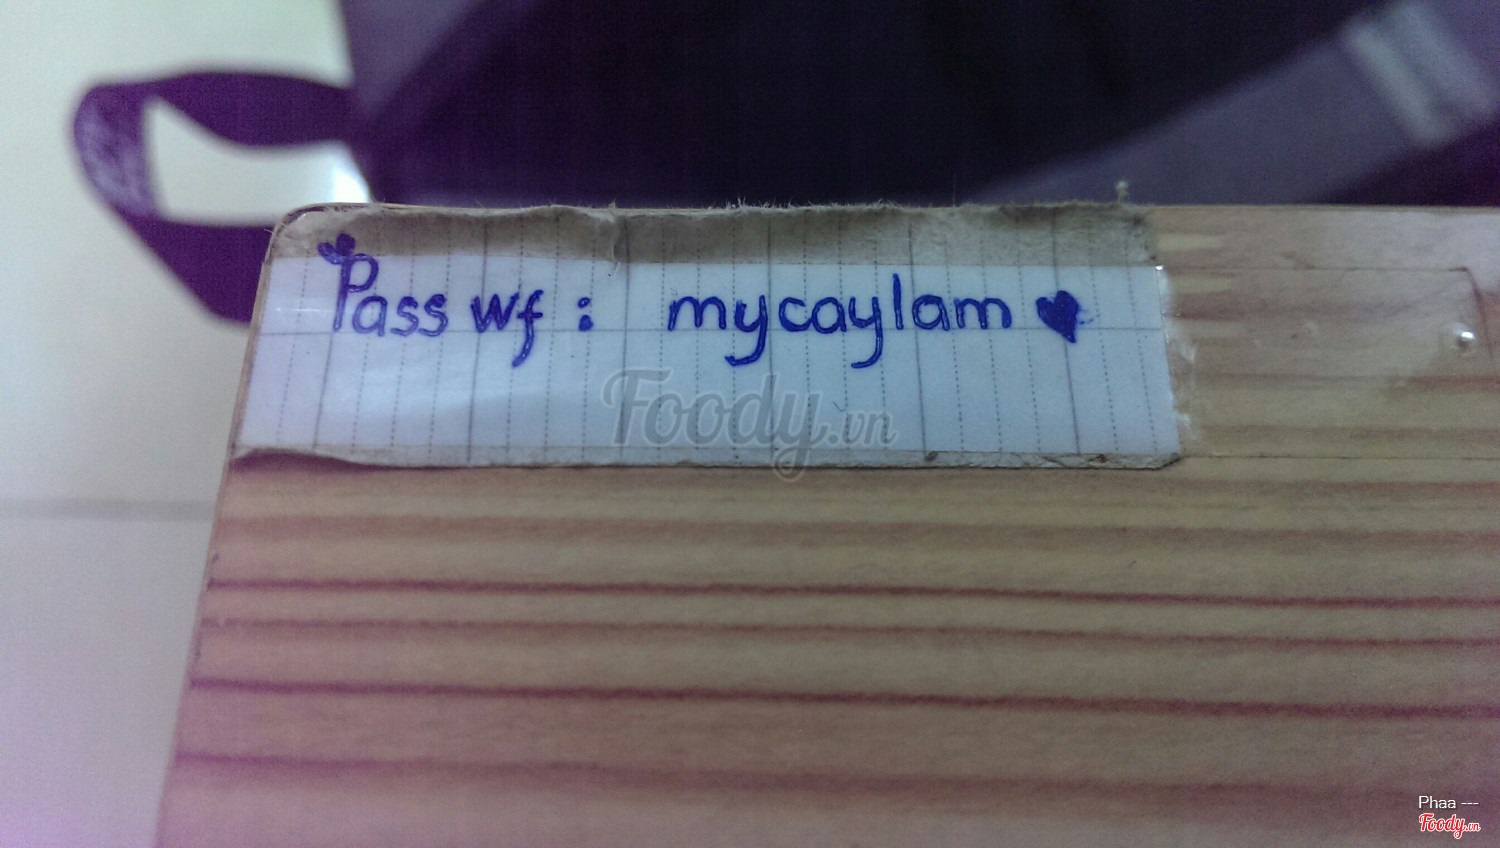 Pass wf : mycaylam
Foody.vn
Phaa ---
Foody.vn